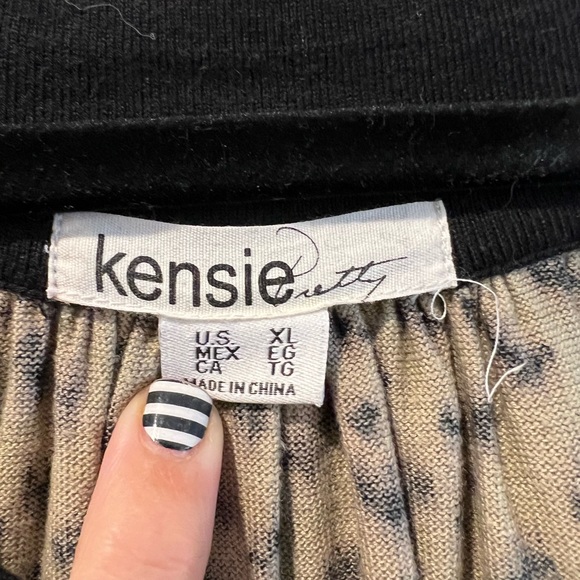 kensie Pretty
U.S. XL
MEX EG
CA TG
MADE IN CHINA